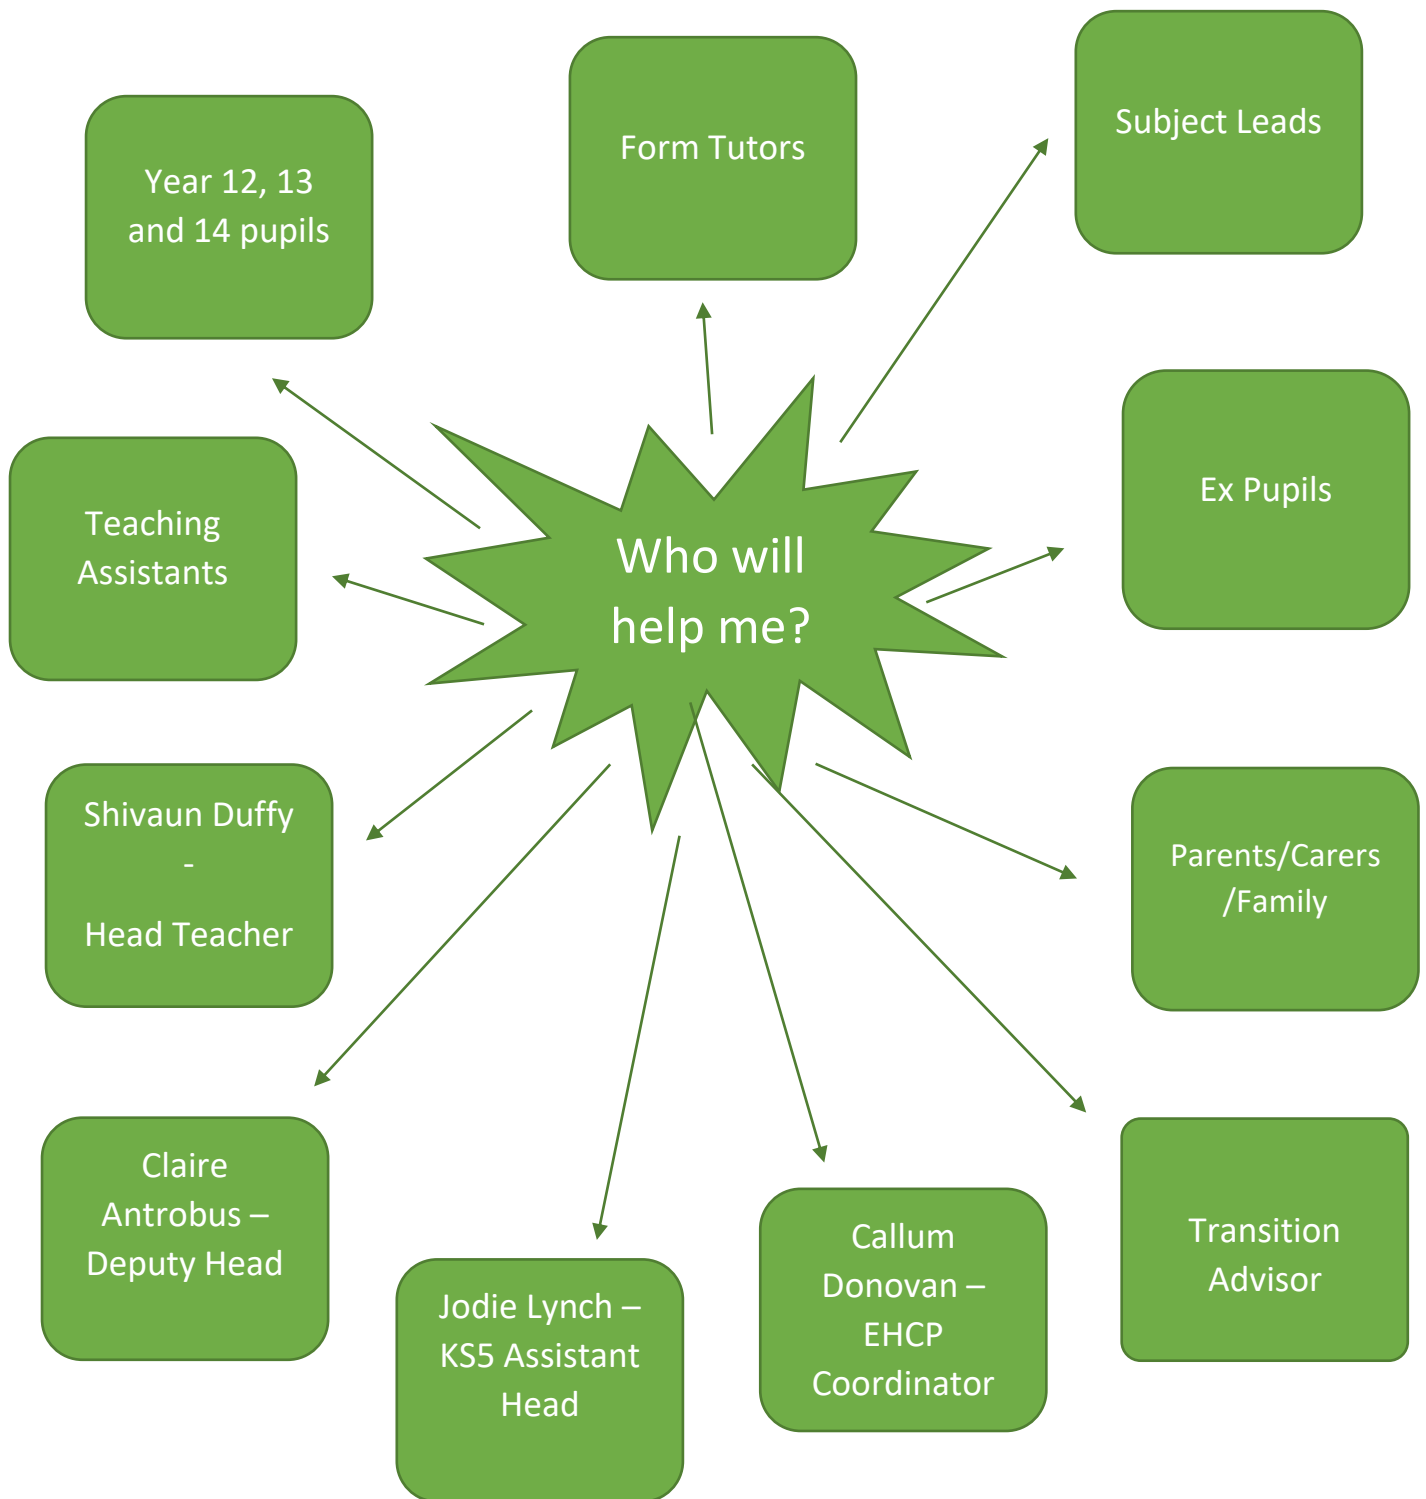 Subject Leads
Form Tutors
Year 12, 13
and 14 pupils
Ex Pupils
Teaching
Assistants
Who will
help me?
Shivaun Duffy
-
Head Teacher
Parents/Carers
/Family
Claire
Antrobus –
Deputy Head
Jodie Lynch –
KS5 Assistant
Head
Callum
Donovan –
EHCP
Coordinator
Transition
Advisor